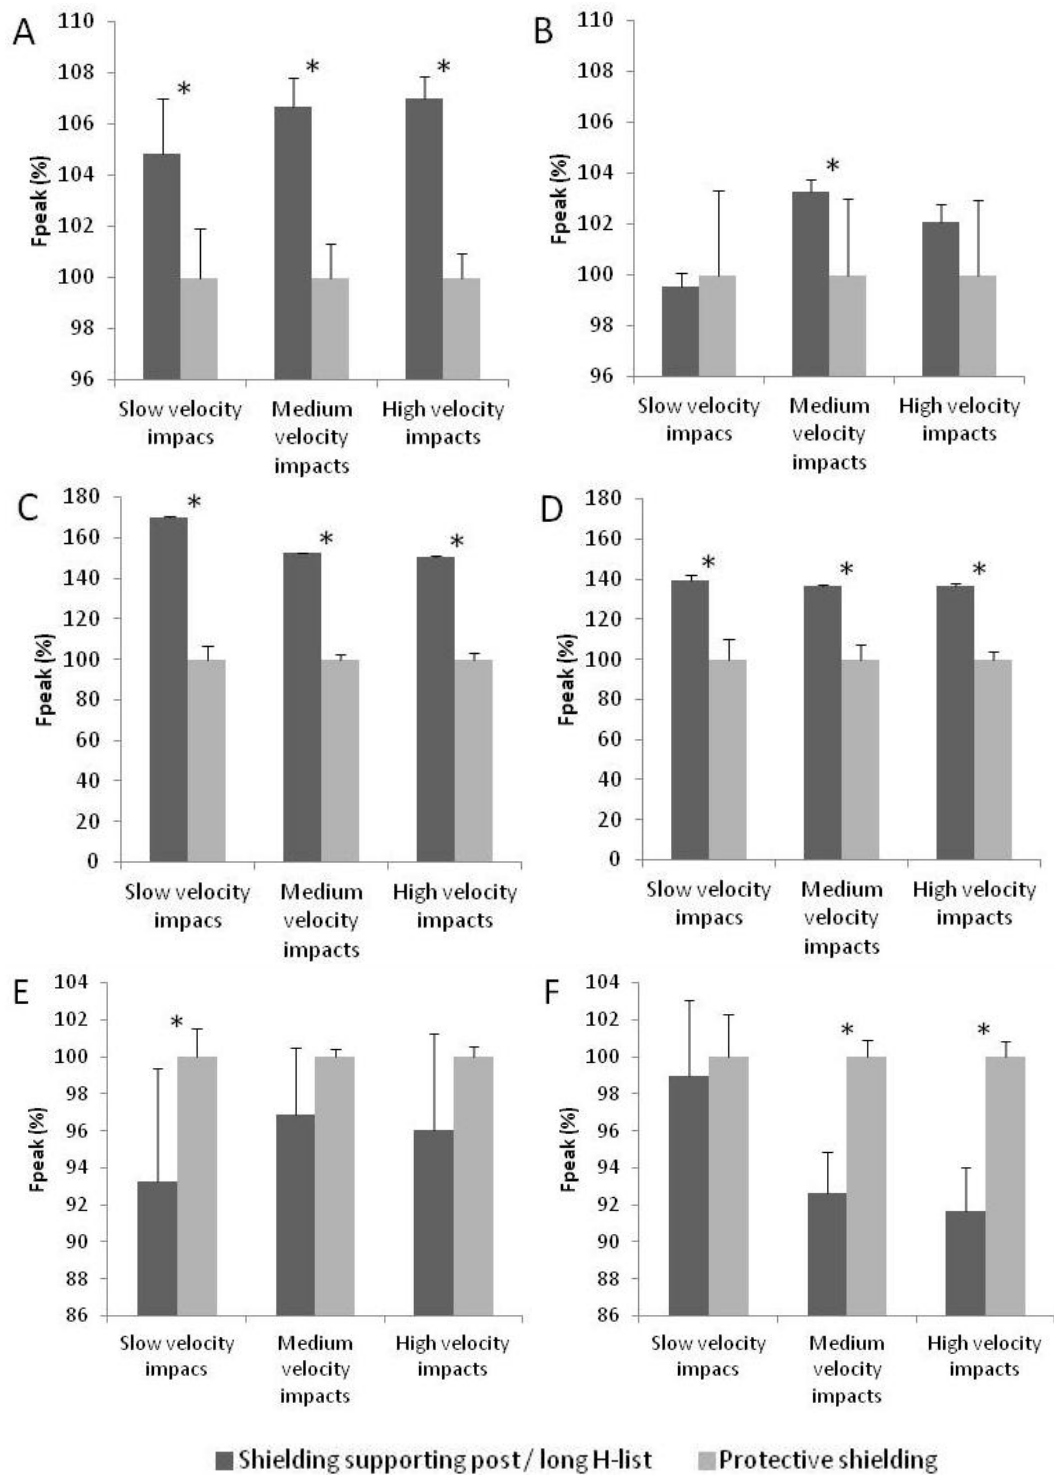 A
110
108
106
104
102
100
98
96
Fpeak (%)
*
*
*
Slow velocity
impacs
Medium
velocity
impacts
High velocity
impacts
B
110
108
106
104
102
100
98
96
Fpeak (%)
*
Slow velocity
impacs
Medium
velocity
impacts
High velocity
impacts
C
180
160
140
120
100
80
60
40
20
0
Fpeak (%)
*
*
*
Slow velocity
impacs
Medium
velocity
impacts
High velocity
impacts
D
180
160
140
120
100
80
60
40
20
0
Fpeak (%)
*
*
*
Slow velocity
impacs
Medium
velocity
impacts
High velocity
impacts
E
104
102
100
98
96
94
92
90
88
86
Fpeak (%)
*
Slow velocity
impacs
Medium
velocity
impacts
High velocity
impacts
F
104
102
100
98
96
94
92
90
88
86
Fpeak (%)
*
*
Slow velocity
impacs
Medium
velocity
impacts
High velocity
impacts
Shielding supporting post / long H-list
Protective shielding